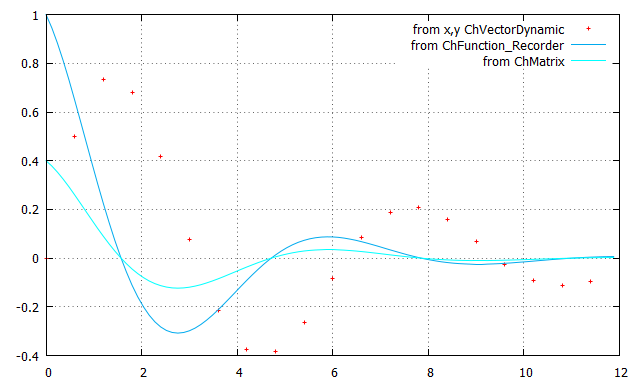 from x,y ChVectorDynamic
from ChFunction_Recorder
from ChMatrix
1
0.8
0.6
0.4
0.2
0
-0.2
-0.4
0 2 4 6 8 10 12